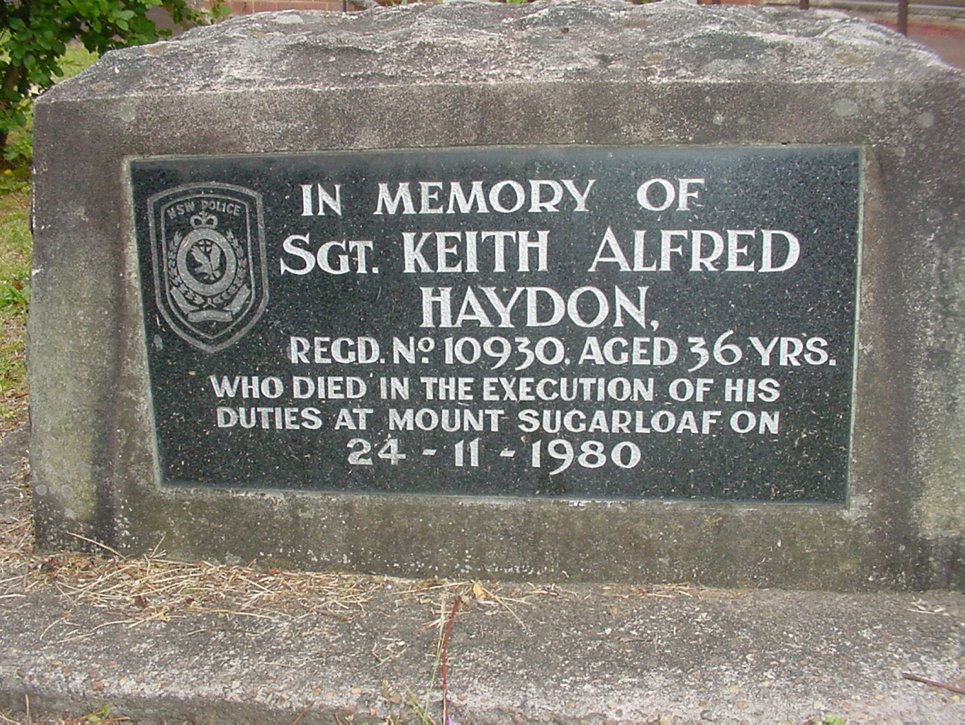 NSW POLICE
IN MEMORY OF
SGT. KEITH ALFRED
HAYDON,
REGD. Nº 10930. AGED 36 YRS.
WHO DIED IN THE EXECUTION OF HIS
DUTIES AT MOUNT SUGARLOAF ON
24 - 11 - 1980